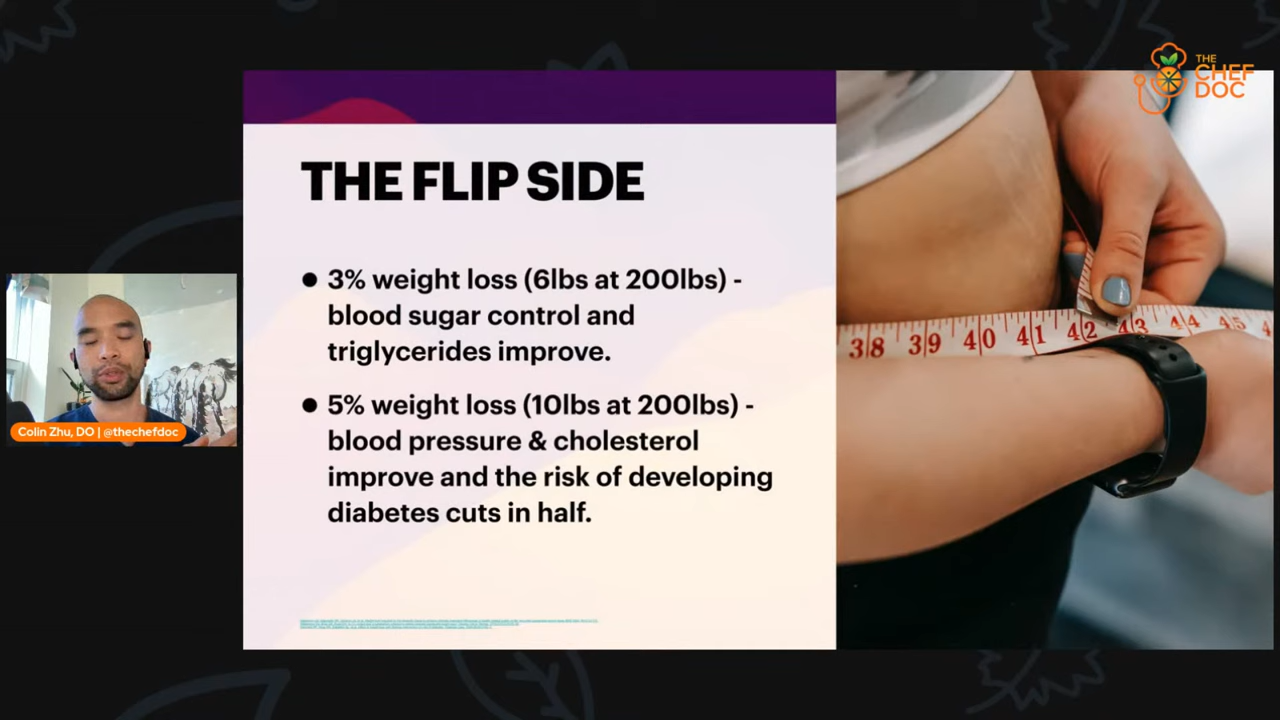 THE
CHEF
DOC
THE FLIP SIDE
● 3% weight loss (6lbs at 200lbs) -
blood sugar control and
triglycerides improve.
● 5% weight loss (10lbs at 200lbs) -
blood pressure & cholesterol
improve and the risk of developing
diabetes cuts in half.
38 39 40 41 42 43 44 45 4
Colin Zhu, DO | @thechefdoc